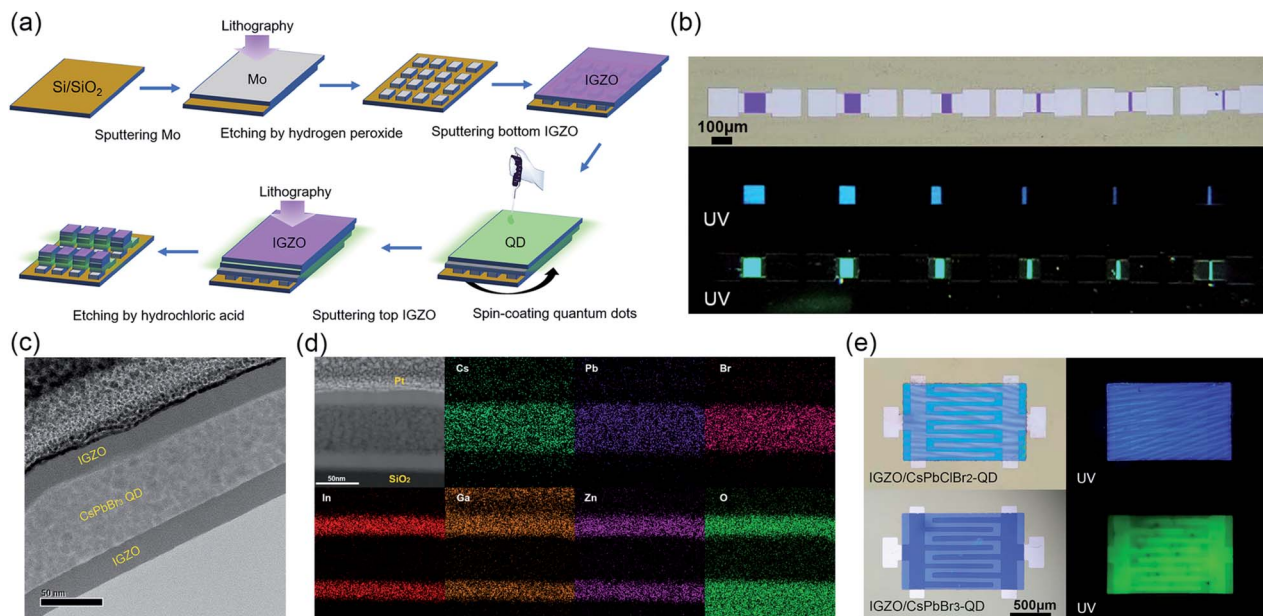 (a)
Lithography
Si/SiO2
Mo
IGZO
Sputtering Mo
Etching by hydrogen peroxide
Sputtering bottom IGZO
Lithography
IGZO
QD
Etching by hydrochloric acid
Sputtering top IGZO
Spin-coating quantum dots
(b)
100μm
UV
UV
(c)
IGZO
CsPbBr3 QD
IGZO
50 nm
(d)
Pt
50nm
SiO2
Cs
Pb
Br
In
Ga
Zn
O
(e)
IGZO/CsPbClBr2-QD
UV
IGZO/CsPbBr3-QD
500μm
UV